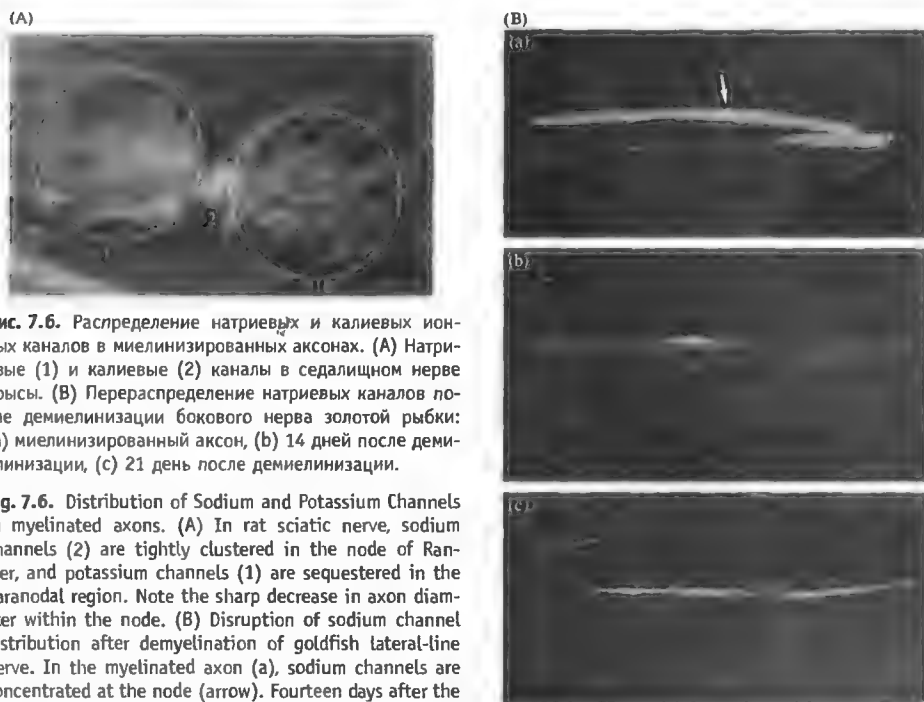 (A)
(B)
(a)
(b)
(c)
ис. 7.6. Распределение натриевых и калиевых ион-
ых каналов в миелинизированных аксонах. (A) Натри-
вые (1) и калиевые (2) каналы в седалищном нерве
рысы. (B) Перераспределение натриевых каналов по-
ле демиелинизации бокового нерва золотой рыбки:
) миелинизированный аксон, (b) 14 дней после деми-
линизации, (c) 21 день после демиелинизации.
g. 7.6. Distribution of Sodium and Potassium Channels
myelinated axons. (A) In rat sciatic nerve, sodium
hannels (2) are tightly clustered in the node of Ran-
er, and potassium channels (1) are sequestered in the
aranodal region. Note the sharp decrease in axon diam-
ter within the node. (B) Disruption of sodium channel
istribution after demyelination of goldfish lateral-line
erve. In the myelinated axon (a), sodium channels are
oncentrated at the node (arrow). Fourteen days after the